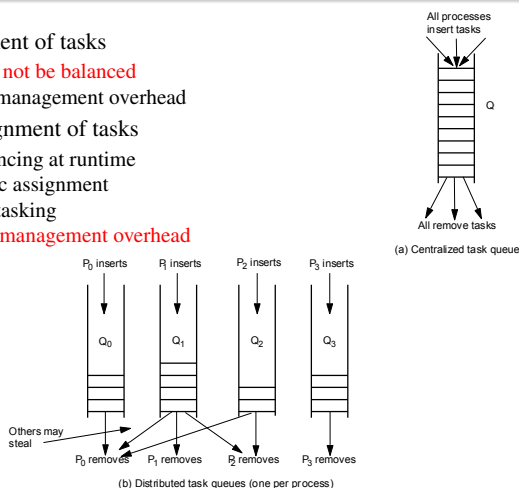 ent of tasks
not be balanced
management overhead
gnment of tasks
ncing at runtime
c assignment
tasking
management overhead
All processes
insert tasks
Q
All remove tasks
(a) Centralized task queue
P0 inserts P1 inserts P2 inserts P3 inserts
Q0 Q1 Q2 Q3
Others may
steal
P0 removes P1 removes P2 removes P3 removes
(b) Distributed task queues (one per process)